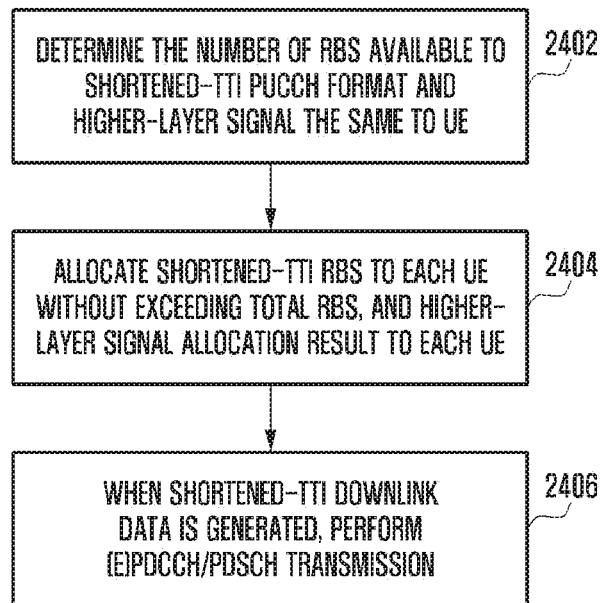 DETERMINE THE NUMBER OF RBS AVAILABLE TO
SHORTENED-TTI PUCCH FORMAT AND
HIGHER-LAYER SIGNAL THE SAME TO UE
2402
ALLOCATE SHORTENED-TTI RBS TO EACH UE
WITHOUT EXCEEDING TOTAL RBS, AND HIGHER-
LAYER SIGNAL ALLOCATION RESULT TO EACH UE
2404
WHEN SHORTENED-TTI DOWNLINK
DATA IS GENERATED, PERFORM
(E)PDCCH/PDSCH TRANSMISSION
2406